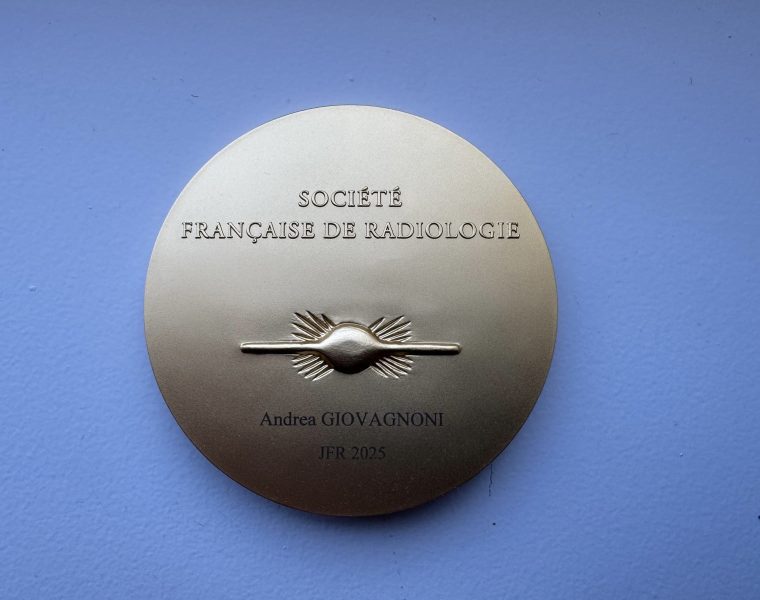 SOCIÉTÉ
FRANÇAISE DE RADIOLOGIE
Andrea GIOVAGNONI
JFR 2025